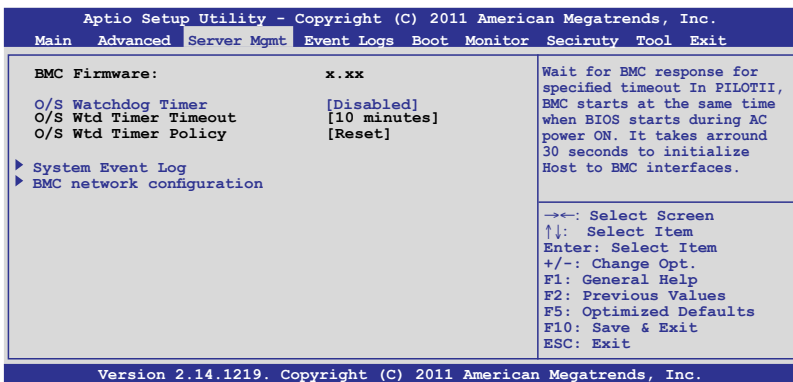 Aptio Setup Utility - Copyright (C) 2011 American Megatrends, Inc.
Main Advanced Server Mgmt Event Logs Boot Monitor Seciruty Tool Exit
BMC Firmware: x.xx
O/S Watchdog Timer [Disabled]
O/S Wtd Timer Timeout [10 minutes]
O/S Wtd Timer Policy [Reset]
System Event Log
BMC network configuration
Wait for BMC response for
specified timeout In PILOTII,
BMC starts at the same time
when BIOS starts during AC
power ON. It takes arround
30 seconds to initialize
Host to BMC interfaces.
→←: Select Screen
↑↓: Select Item
Enter: Select Item
+/-: Change Opt.
F1: General Help
F2: Previous Values
F5: Optimized Defaults
F10: Save & Exit
ESC: Exit
Version 2.14.1219. Copyright (C) 2011 American Megatrends, Inc.